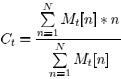 C_t = \frac{\sum_{n=1}^{N} M_t[n] * n}{\sum_{n=1}^{N} M_t[n]}